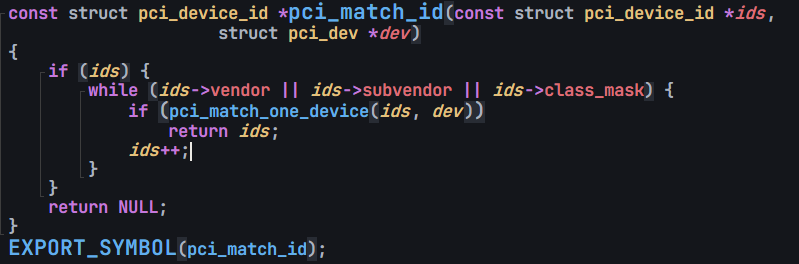 const struct pci_device_id *pci_match_id(const struct pci_device_id *ids,
                     struct pci_dev *dev)
{
    if (ids) {
        while (ids->vendor || ids->subvendor || ids->class_mask) {
            if (pci_match_one_device(ids, dev))
                return ids;
            ids++;
        }
    }
    return NULL;
}
EXPORT_SYMBOL(pci_match_id);